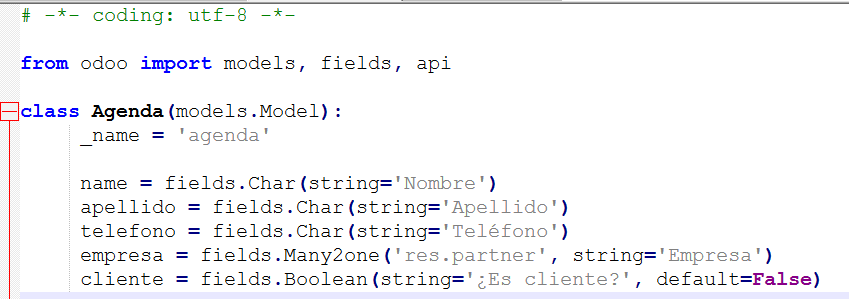 # -*- coding: utf-8 -*-
from odoo import models, fields, api
class Agenda(models.Model):
_name = 'agenda'
name = fields.Char(string='Nombre')
apellido = fields.Char(string='Apellido')
telefono = fields.Char(string='Teléfono')
empresa = fields.Many2one('res.partner', string='Empresa')
cliente = fields.Boolean(string='¿Es cliente?', default=False)